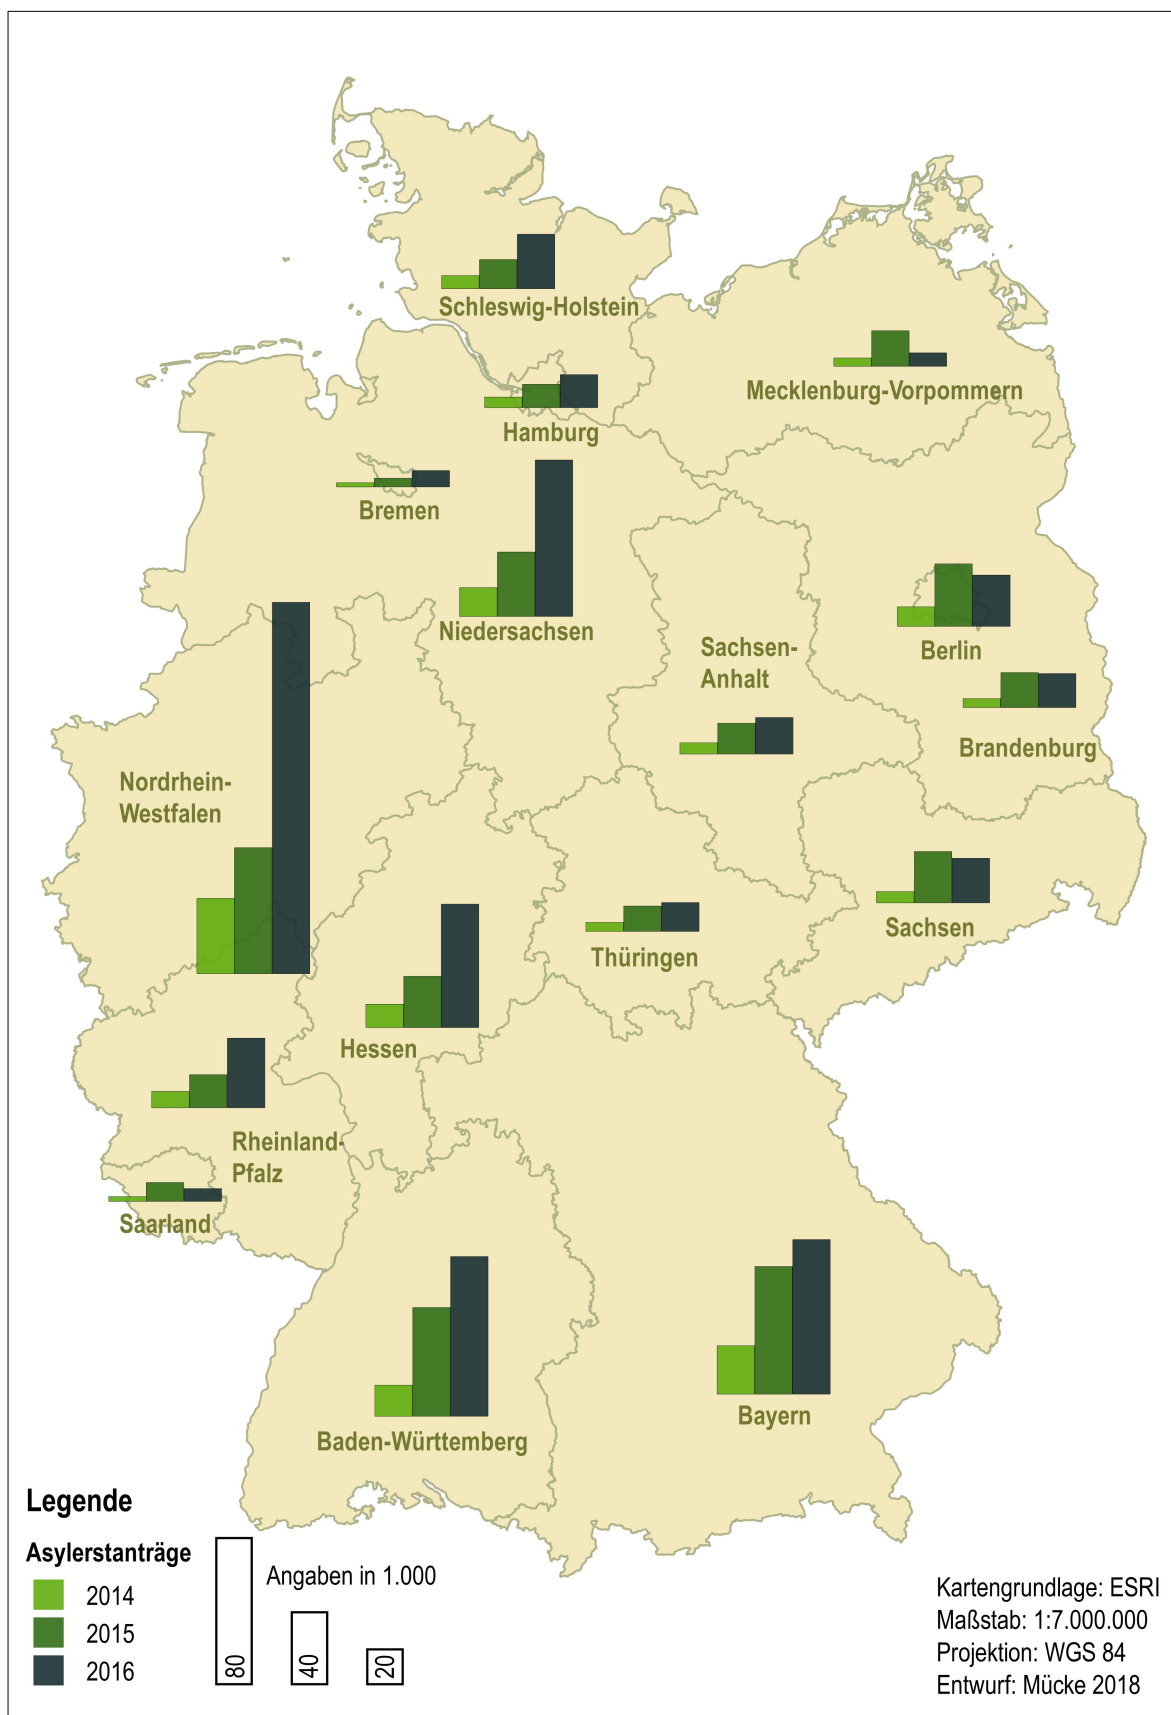 Schleswig-Holstein
Mecklenburg-Vorpommern
Hamburg
Bremen
Niedersachsen
Berlin
Sachsen-
Anhalt
Brandenburg
Nordrhein-
Westfalen
Sachsen
Thüringen
Hessen
Rheinland-
Pfalz
Saarland
Bayern
Baden-Württemberg
Legende
Asylerstanträge
2014
2015
2016
Angaben in 1.000
80
40
20
Kartengrundlage: ESRI
Maßstab: 1:7.000.000
Projektion: WGS 84
Entwurf: Mücke 2018